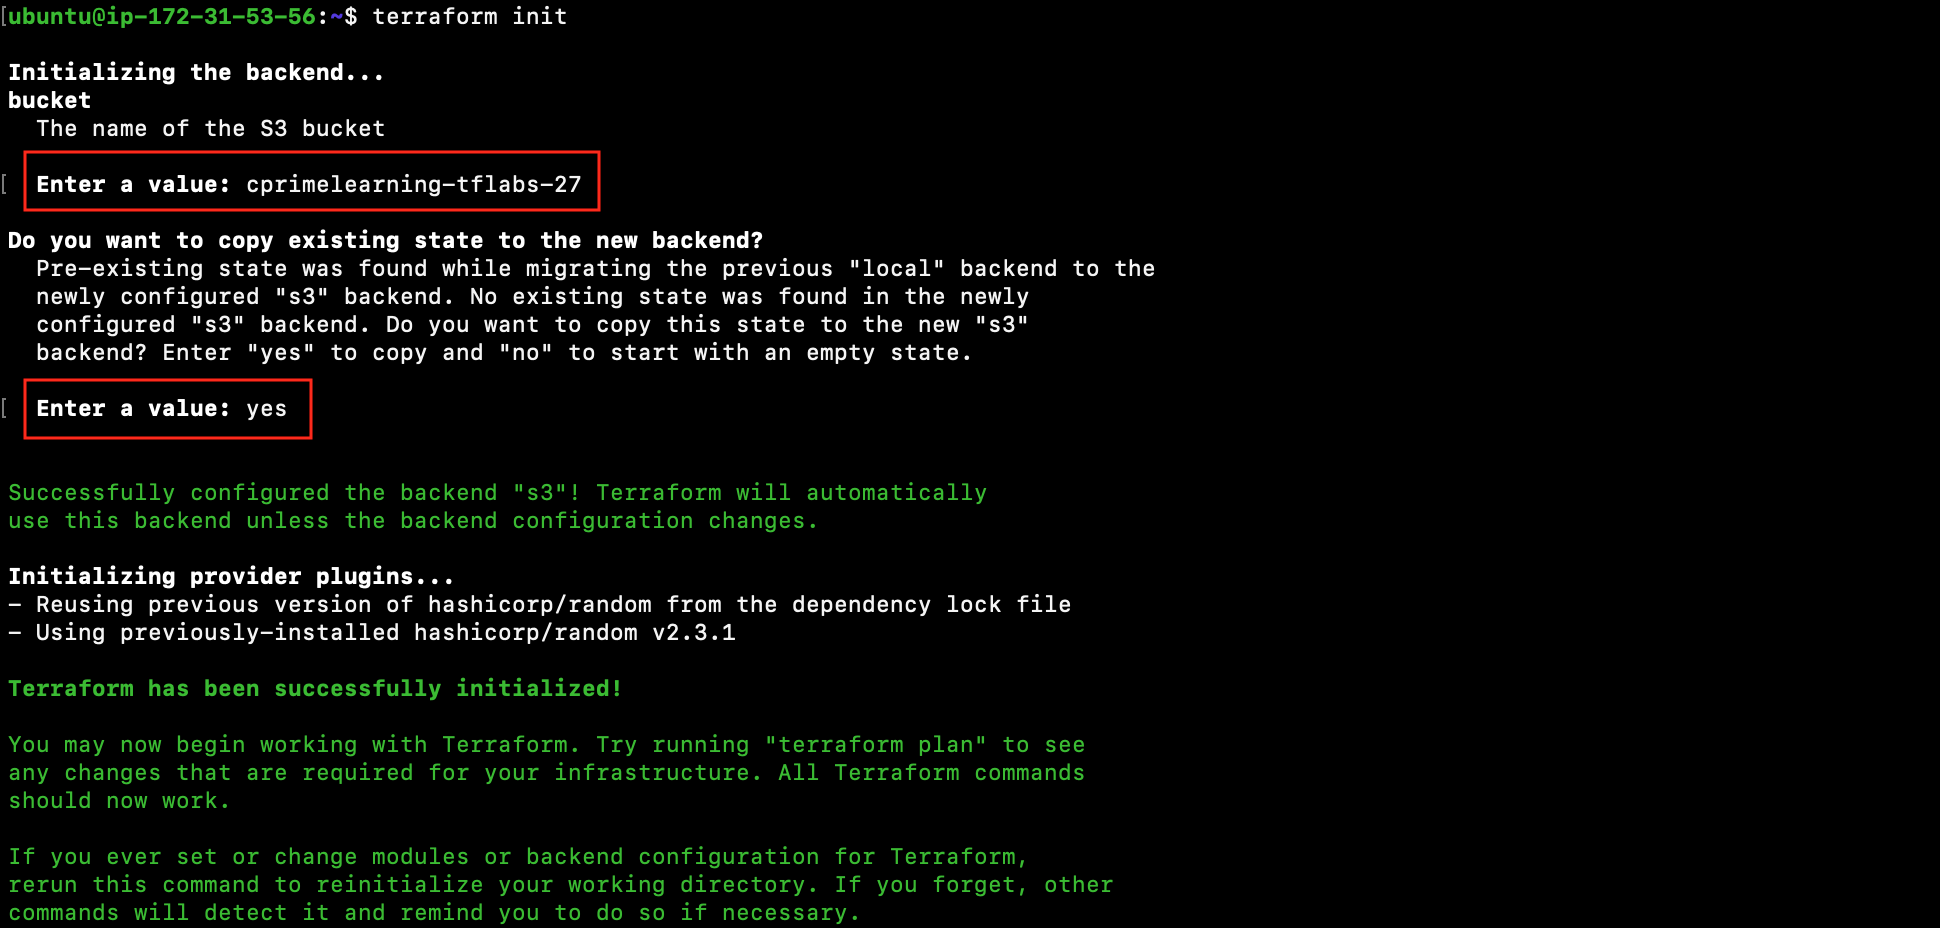 ubuntu@ip-172-31-53-56:~$ terraform init
Initializing the backend...
bucket
The name of the S3 bucket
Enter a value: cprimelearning-tflabs-27
Do you want to copy existing state to the new backend?
Pre-existing state was found while migrating the previous "local" backend to the
newly configured "s3" backend. No existing state was found in the newly
configured "s3" backend. Do you want to copy this state to the new "s3"
backend? Enter "yes" to copy and "no" to start with an empty state.
Enter a value: yes
Successfully configured the backend "s3"! Terraform will automatically
use this backend unless the backend configuration changes.
Initializing provider plugins...
- Reusing previous version of hashicorp/random from the dependency lock file
- Using previously-installed hashicorp/random v2.3.1
Terraform has been successfully initialized!
You may now begin working with Terraform. Try running "terraform plan" to see
any changes that are required for your infrastructure. All Terraform commands
should now work.
If you ever set or change modules or backend configuration for Terraform,
rerun this command to reinitialize your working directory. If you forget, other
commands will detect it and remind you to do so if necessary.